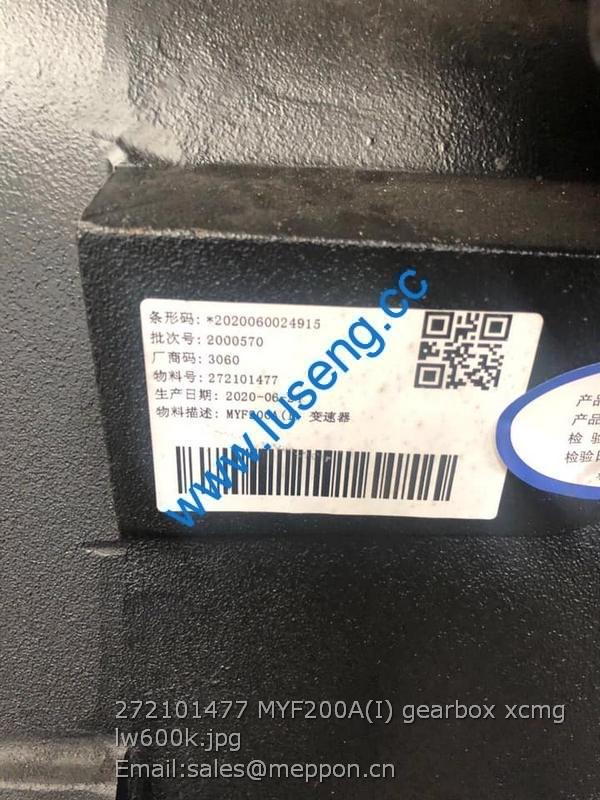 条形码: *2020060024915
批次号: 2000570
厂商码: 3060
物料号: 272101477
生产日期: 2020-06-
物料描述: MYF200A(I) 变速器
产品
产品
检 验
检验日
www.luseng.cc
272101477 MYF200A(I) gearbox xcmg
lw600k.jpg
Email:sales@meppon.cn